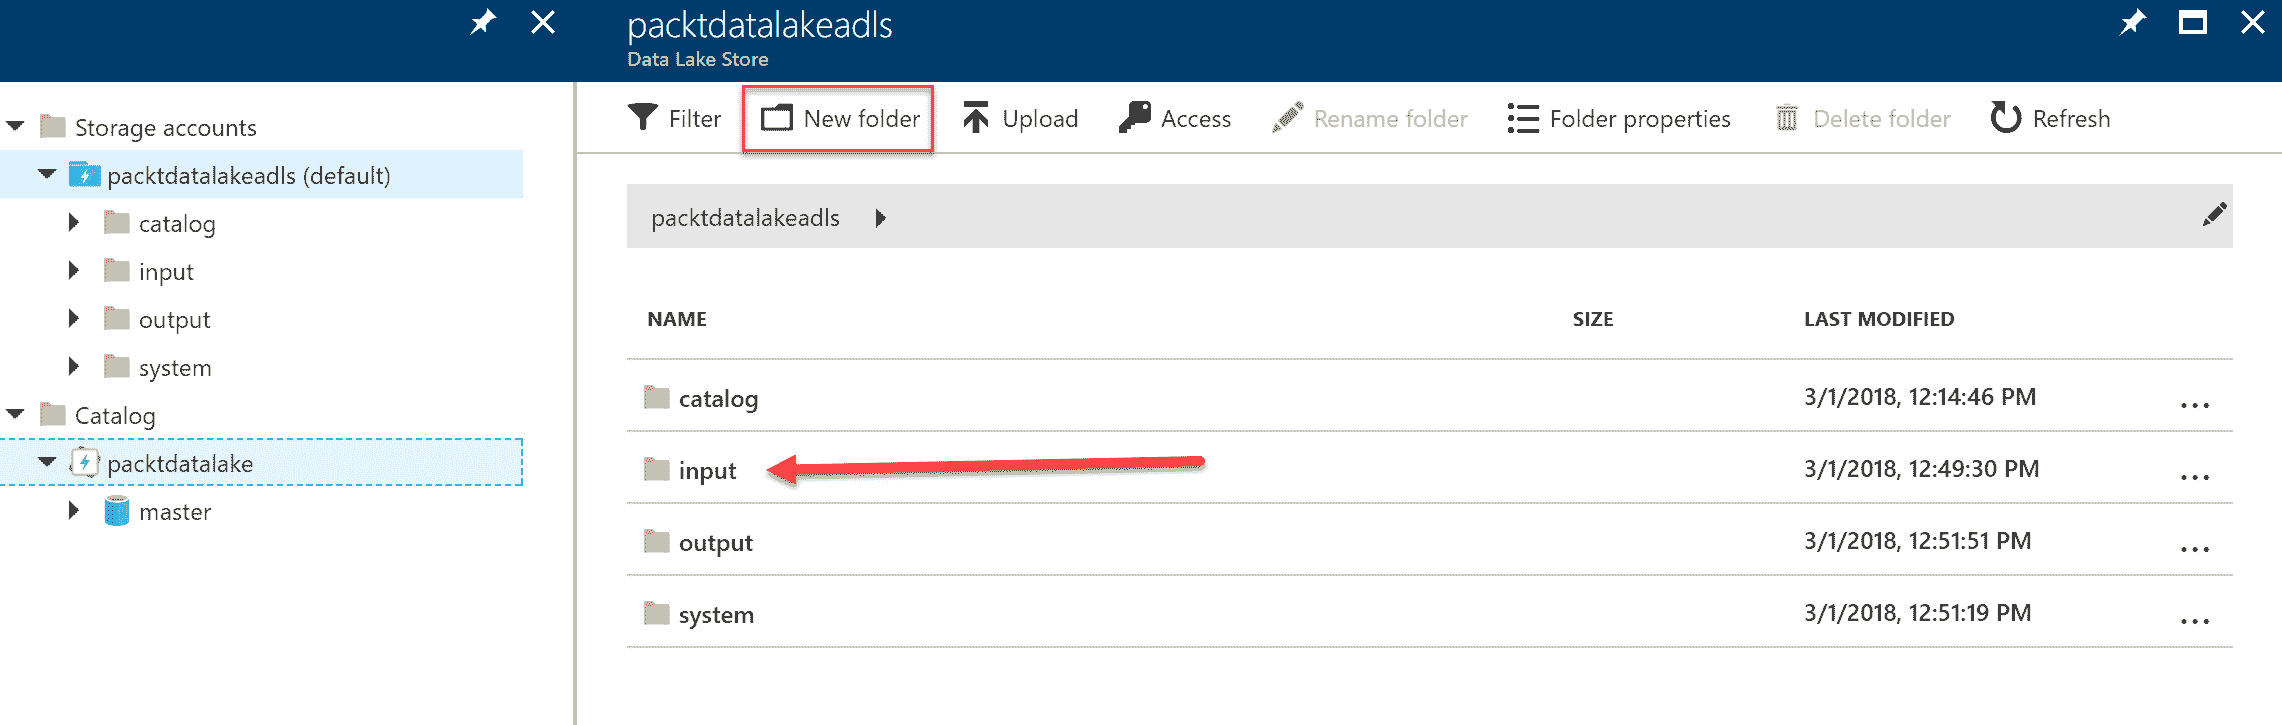 packtdatalakeadls
Data Lake Store
Storage accounts
packtdatalakeadls (default)
catalog
input
output
system
Catalog
packtdatalake
master
Filter New folder Upload Access Rename folder Folder properties Delete folder Refresh
packtdatalakeadls
NAME SIZE LAST MODIFIED
catalog 3/1/2018, 12:14:46 PM ...
input 3/1/2018, 12:49:30 PM ...
output 3/1/2018, 12:51:51 PM ...
system 3/1/2018, 12:51:19 PM ...